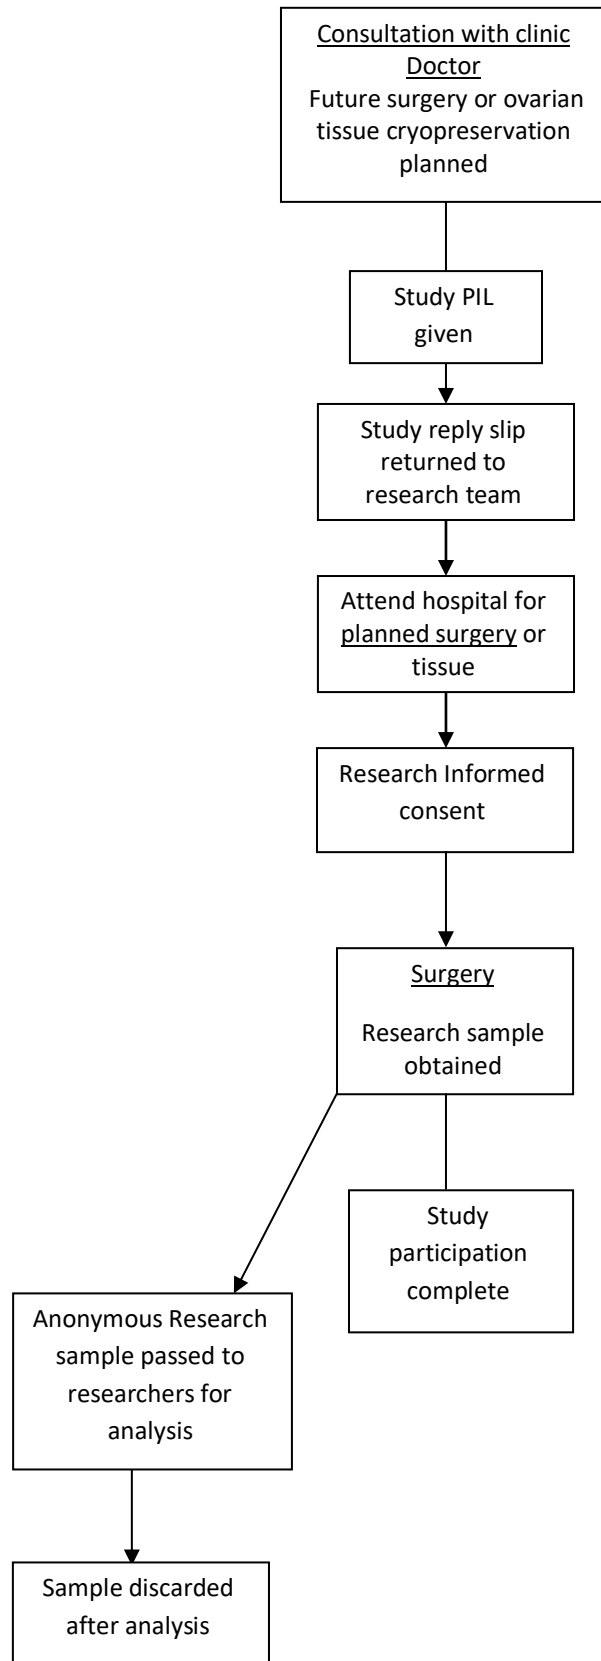 Consultation with clinic
Doctor
Future surgery or ovarian
tissue cryopreservation
planned
Study PIL
given
Study reply slip
returned to
research team
Attend hospital for
planned surgery or
tissue
Research Informed
consent
Surgery
Research sample
obtained
Study
participation
complete
Anonymous Research
sample passed to
researchers for
analysis
Sample discarded
after analysis